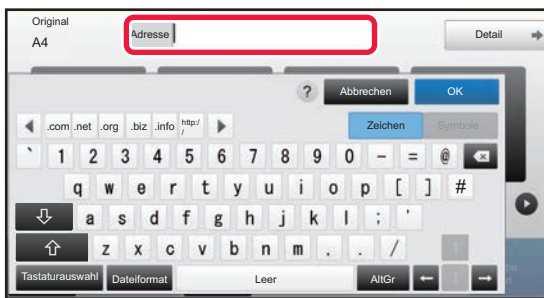 Original
A4
Adresse
Detail
? Abbrechen OK
.com .net .org .biz .info http:/
/
Zeichen Symbole
` 1 2 3 4 5 6 7 8 9 0 - = @
q w e r t y u i o p [ ] #
a s d f g h j k l ; '
z x c v b n m , . /
Tastaturauswahl Dateiformat Leer AltGr